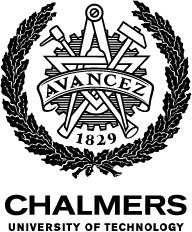 AVANCEZ
1829
CHALMERS
UNIVERSITY OF TECHNOLOGY